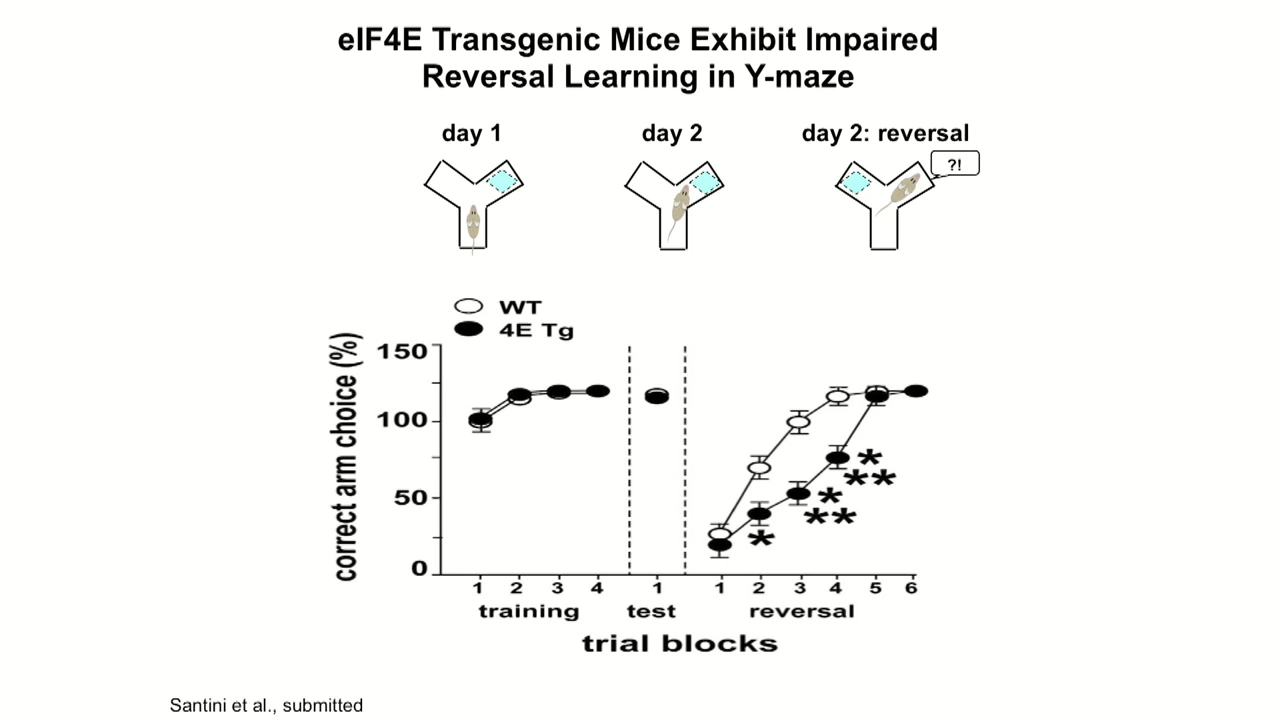 eIF4E Transgenic Mice Exhibit Impaired
Reversal Learning in Y-maze
day 1
day 2
day 2: reversal
?!
WT
4E Tg
correct arm choice (%)
150
100
50
0
*
*
**
*
**
1 2 3 4 1 1 2 3 4 5 6
training test reversal
trial blocks
Santini et al., submitted